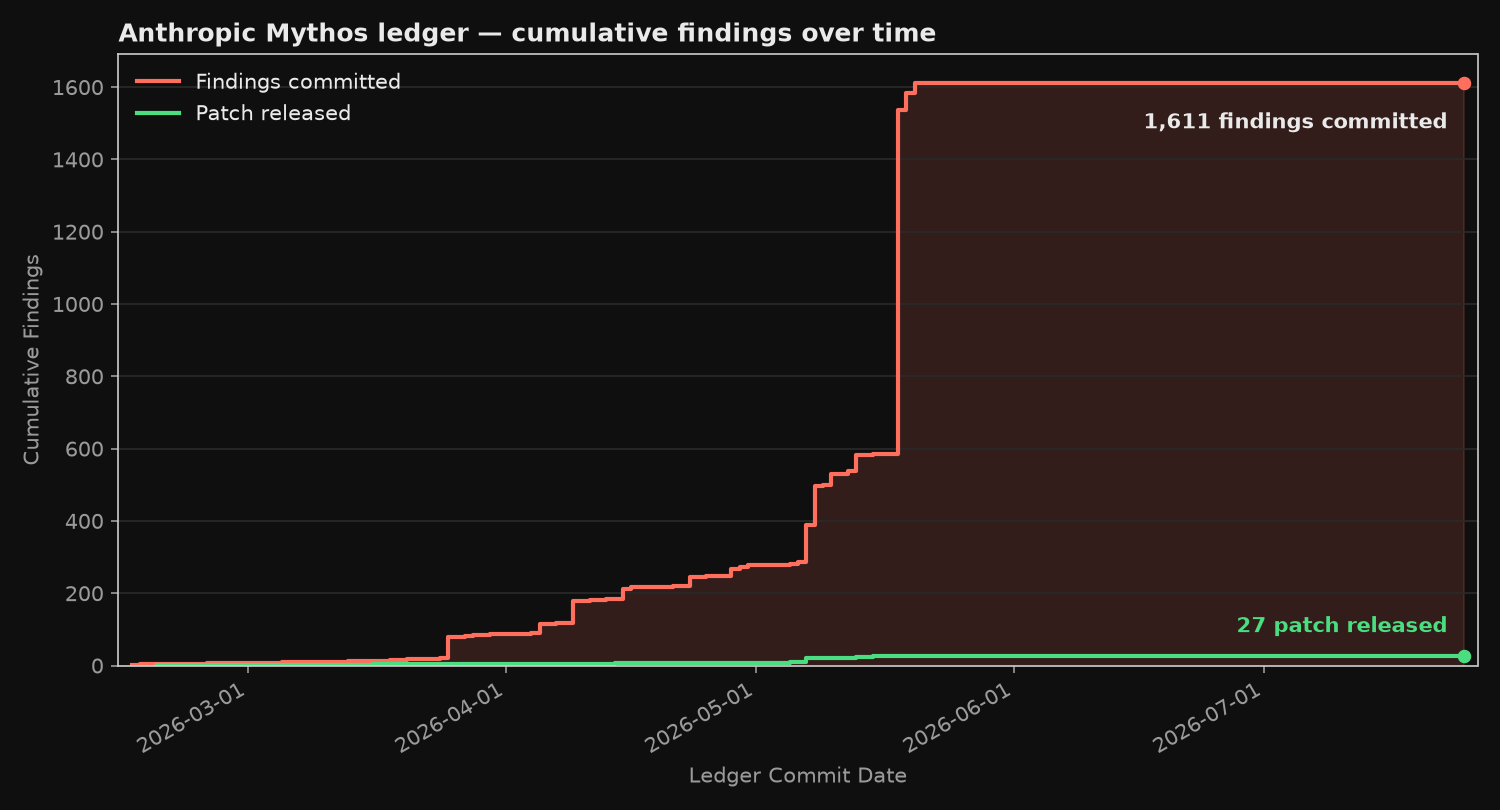 Anthropic Mythos ledger — cumulative findings over time
Findings committed
Patch released
1,611 findings committed
27 patch released
Cumulative Findings
1600
1400
1200
1000
800
600
400
200
0
2026-03-01
2026-04-01
2026-05-01
2026-06-01
2026-07-01
Ledger Commit Date